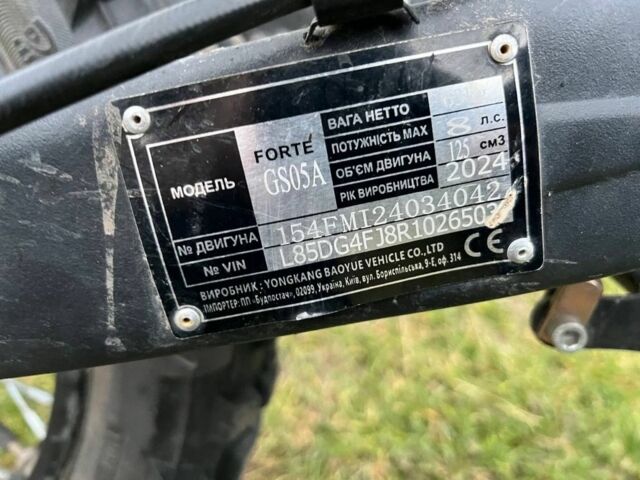 МОДЕЛЬ
FORTE
GS05A
ВАГА НЕТТО
ПОТУЖНІСТЬ MAX 8 л.с.
ОБ'ЄМ ДВИГУНА 125 см3
РІК ВИРОБНИЦТВА 2024
№ ДВИГУНА 154FMI24034042
№ VIN
ВИРОБНИК : YONGKANG BAOYUE VEHICLE CO.,LTD
ІМПОРТЕР: ПП «Будпостач», 02099, Україна, Київ, вул. Бориспільська, 9-Е, оф. 314
CE